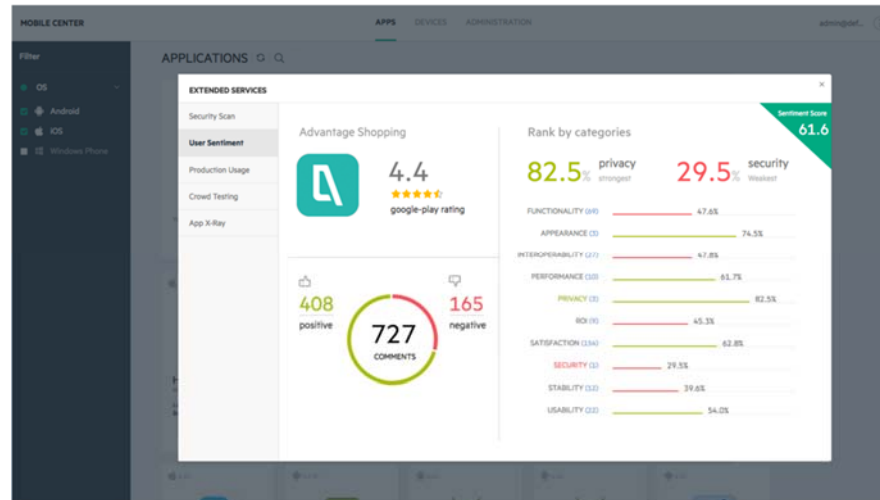 MOBILE CENTER
APPS DEVICES ADMINISTRATION
admin@def...
Filter
APPLICATIONS
OS
Android
iOS
Windows Phone
EXTENDED SERVICES
Security Scan
User Sentiment
Production Usage
Crowd Testing
App X-Ray
Advantage Shopping
4.4
google-play rating
408
positive
727
COMMENTS
165
negative
Rank by categories
Sentiment Score
61.6
82.5% privacy
strongest
29.5% security
Weakest
FUNCTIONALITY (69) 47.6%
APPEARANCE (3) 74.5%
INTEROPERABILITY (27) 47.8%
PERFORMANCE (10) 61.7%
PRIVACY (3) 82.5%
ROI (9) 45.3%
SATISFACTION (134) 62.8%
SECURITY (1) 29.5%
STABILITY (12) 39.6%
USABILITY (22) 54.0%